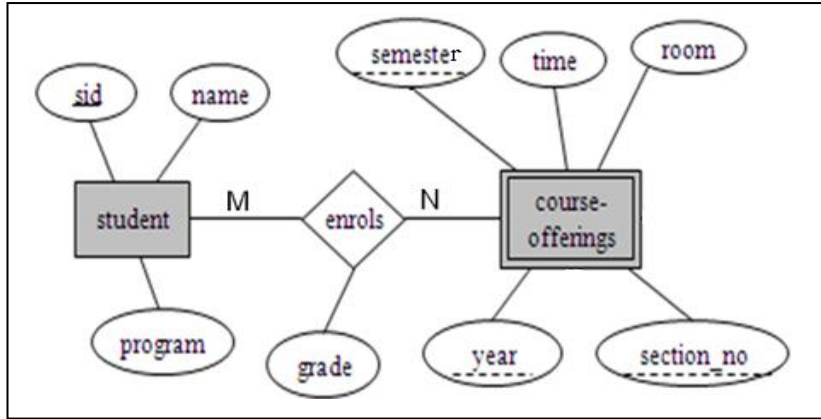 semester
time
room
sid
name
student
M
enrols
N
course-
offerings
program
grade
year
section_no